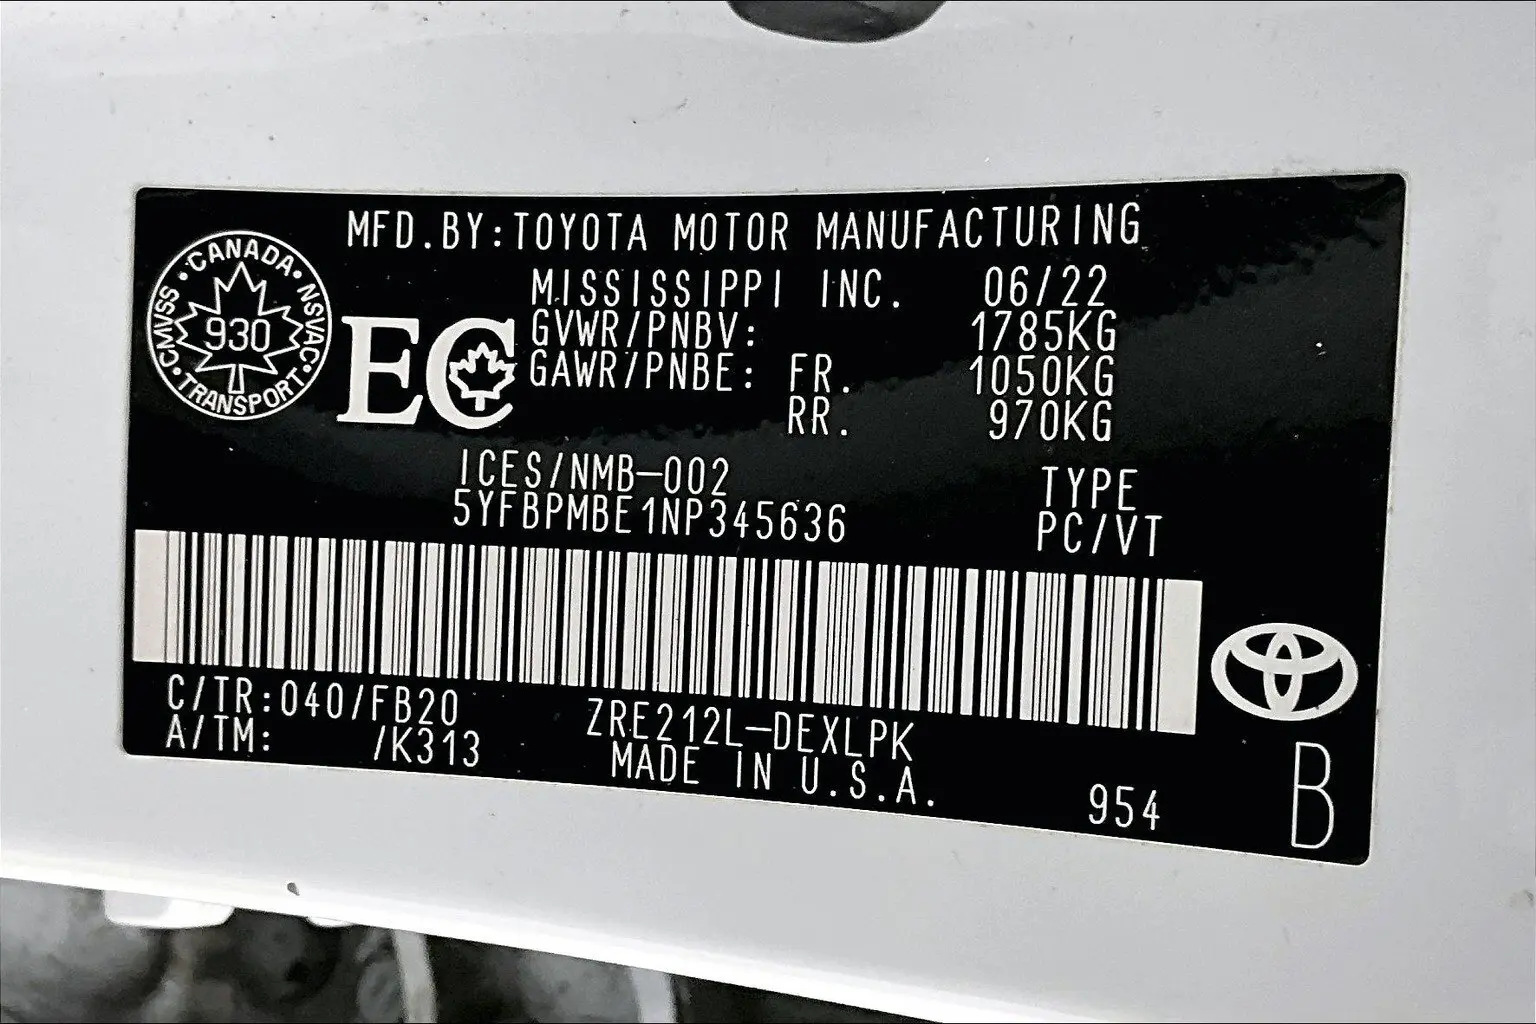 MFD.BY:TOYOTA MOTOR MANUFACTURING
MISSISSIPPI INC. 06/22
GVWR/PNBV: 1785KG
GAWR/PNBE: FR. 1050KG
RR. 970KG
CANADA
CMVSS 930 NSVAC
TRANSPORT
EC
ICES/NMB-002
TYPE
5YFBPMBE1NP345636
PC/VT
C/TR:040/FB20
A/TM: /K313
ZRE212L-DEXLPK
MADE IN U.S.A.
954
B